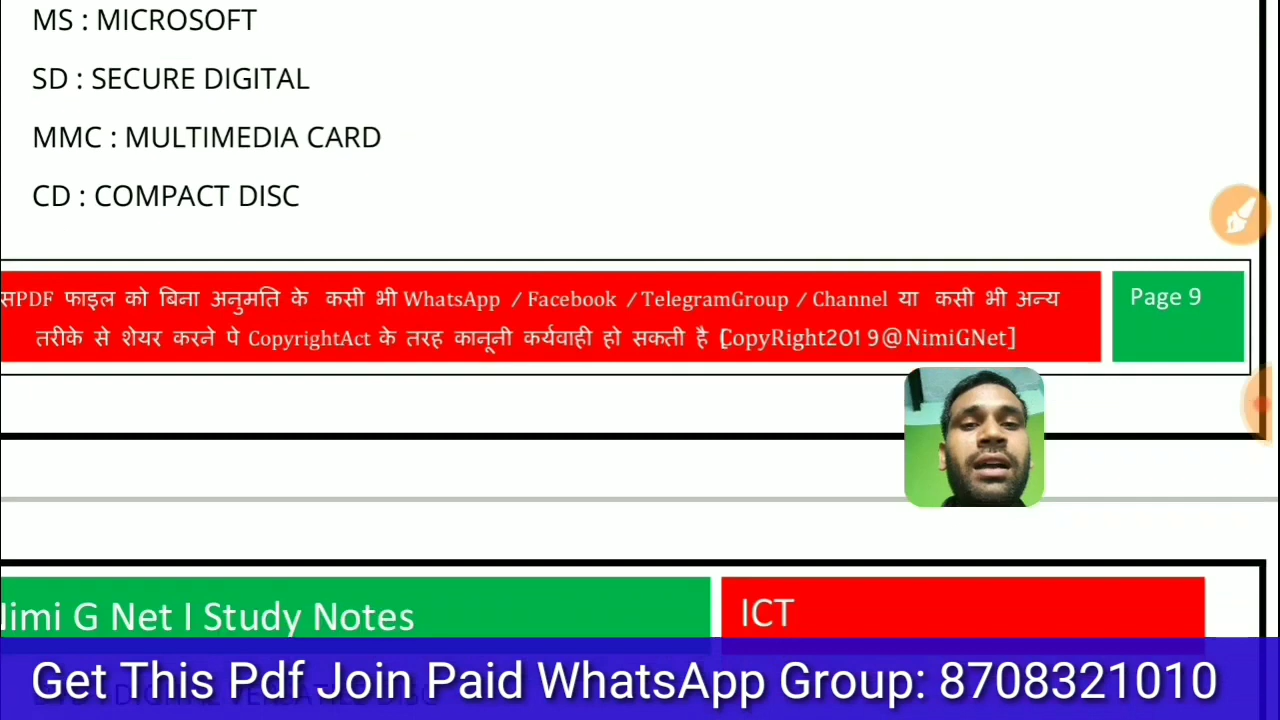 MS : MICROSOFT
SD : SECURE DIGITAL
MMC : MULTIMEDIA CARD
CD : COMPACT DISC
सPDF फाइल को बिना अनुमति के कसी भी WhatsApp / Facebook / TelegramGroup / Channel या कसी भी अन्य
तरीके से शेयर करने पे CopyrightAct के तरह कानूनी कर्यवाही हो सकती है [CopyRight2019@NimiGNet]
Page 9
Nimi G Net I Study Notes
ICT
Get This Pdf Join Paid WhatsApp Group: 8708321010